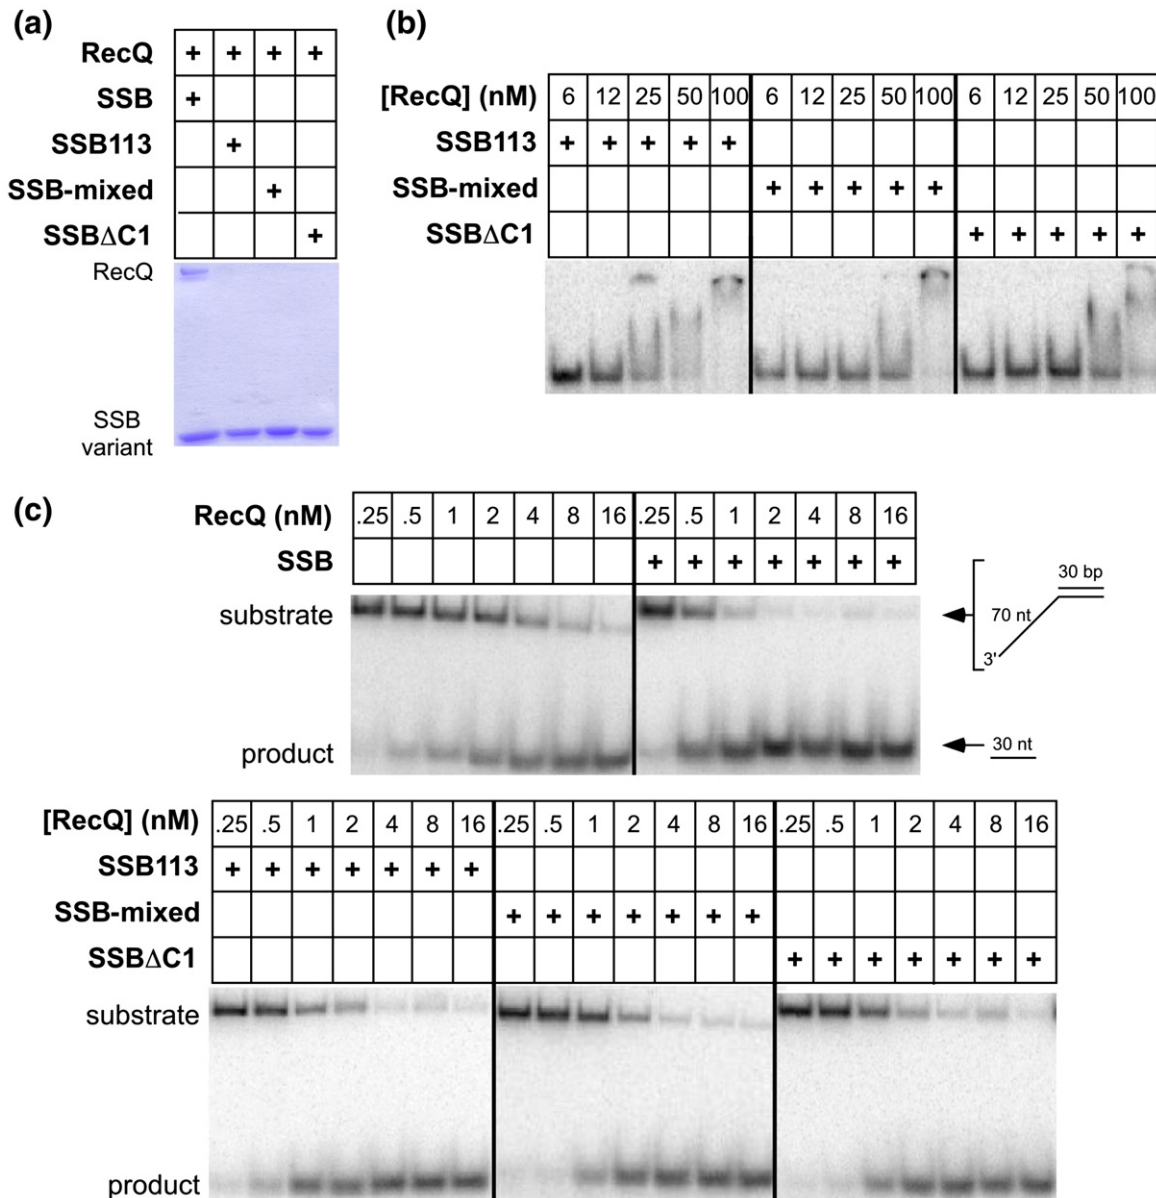 (a)
RecQ + + + +
SSB +
SSB113 +
SSB-mixed +
SSBΔC1 +
RecQ
SSB
variant
(b)
[RecQ] (nM) 6 12 25 50 100 6 12 25 50 100 6 12 25 50 100
SSB113 + + + + +
SSB-mixed + + + + +
SSBΔC1 + + + + +
(c)
RecQ (nM) .25 .5 1 2 4 8 16 .25 .5 1 2 4 8 16
SSB + + + + + + +
substrate
product
30 bp
70 nt
3'
30 nt
[RecQ] (nM) .25 .5 1 2 4 8 16 .25 .5 1 2 4 8 16 .25 .5 1 2 4 8 16
SSB113 + + + + + + +
SSB-mixed + + + + + + +
SSBΔC1 + + + + + + +
substrate
product